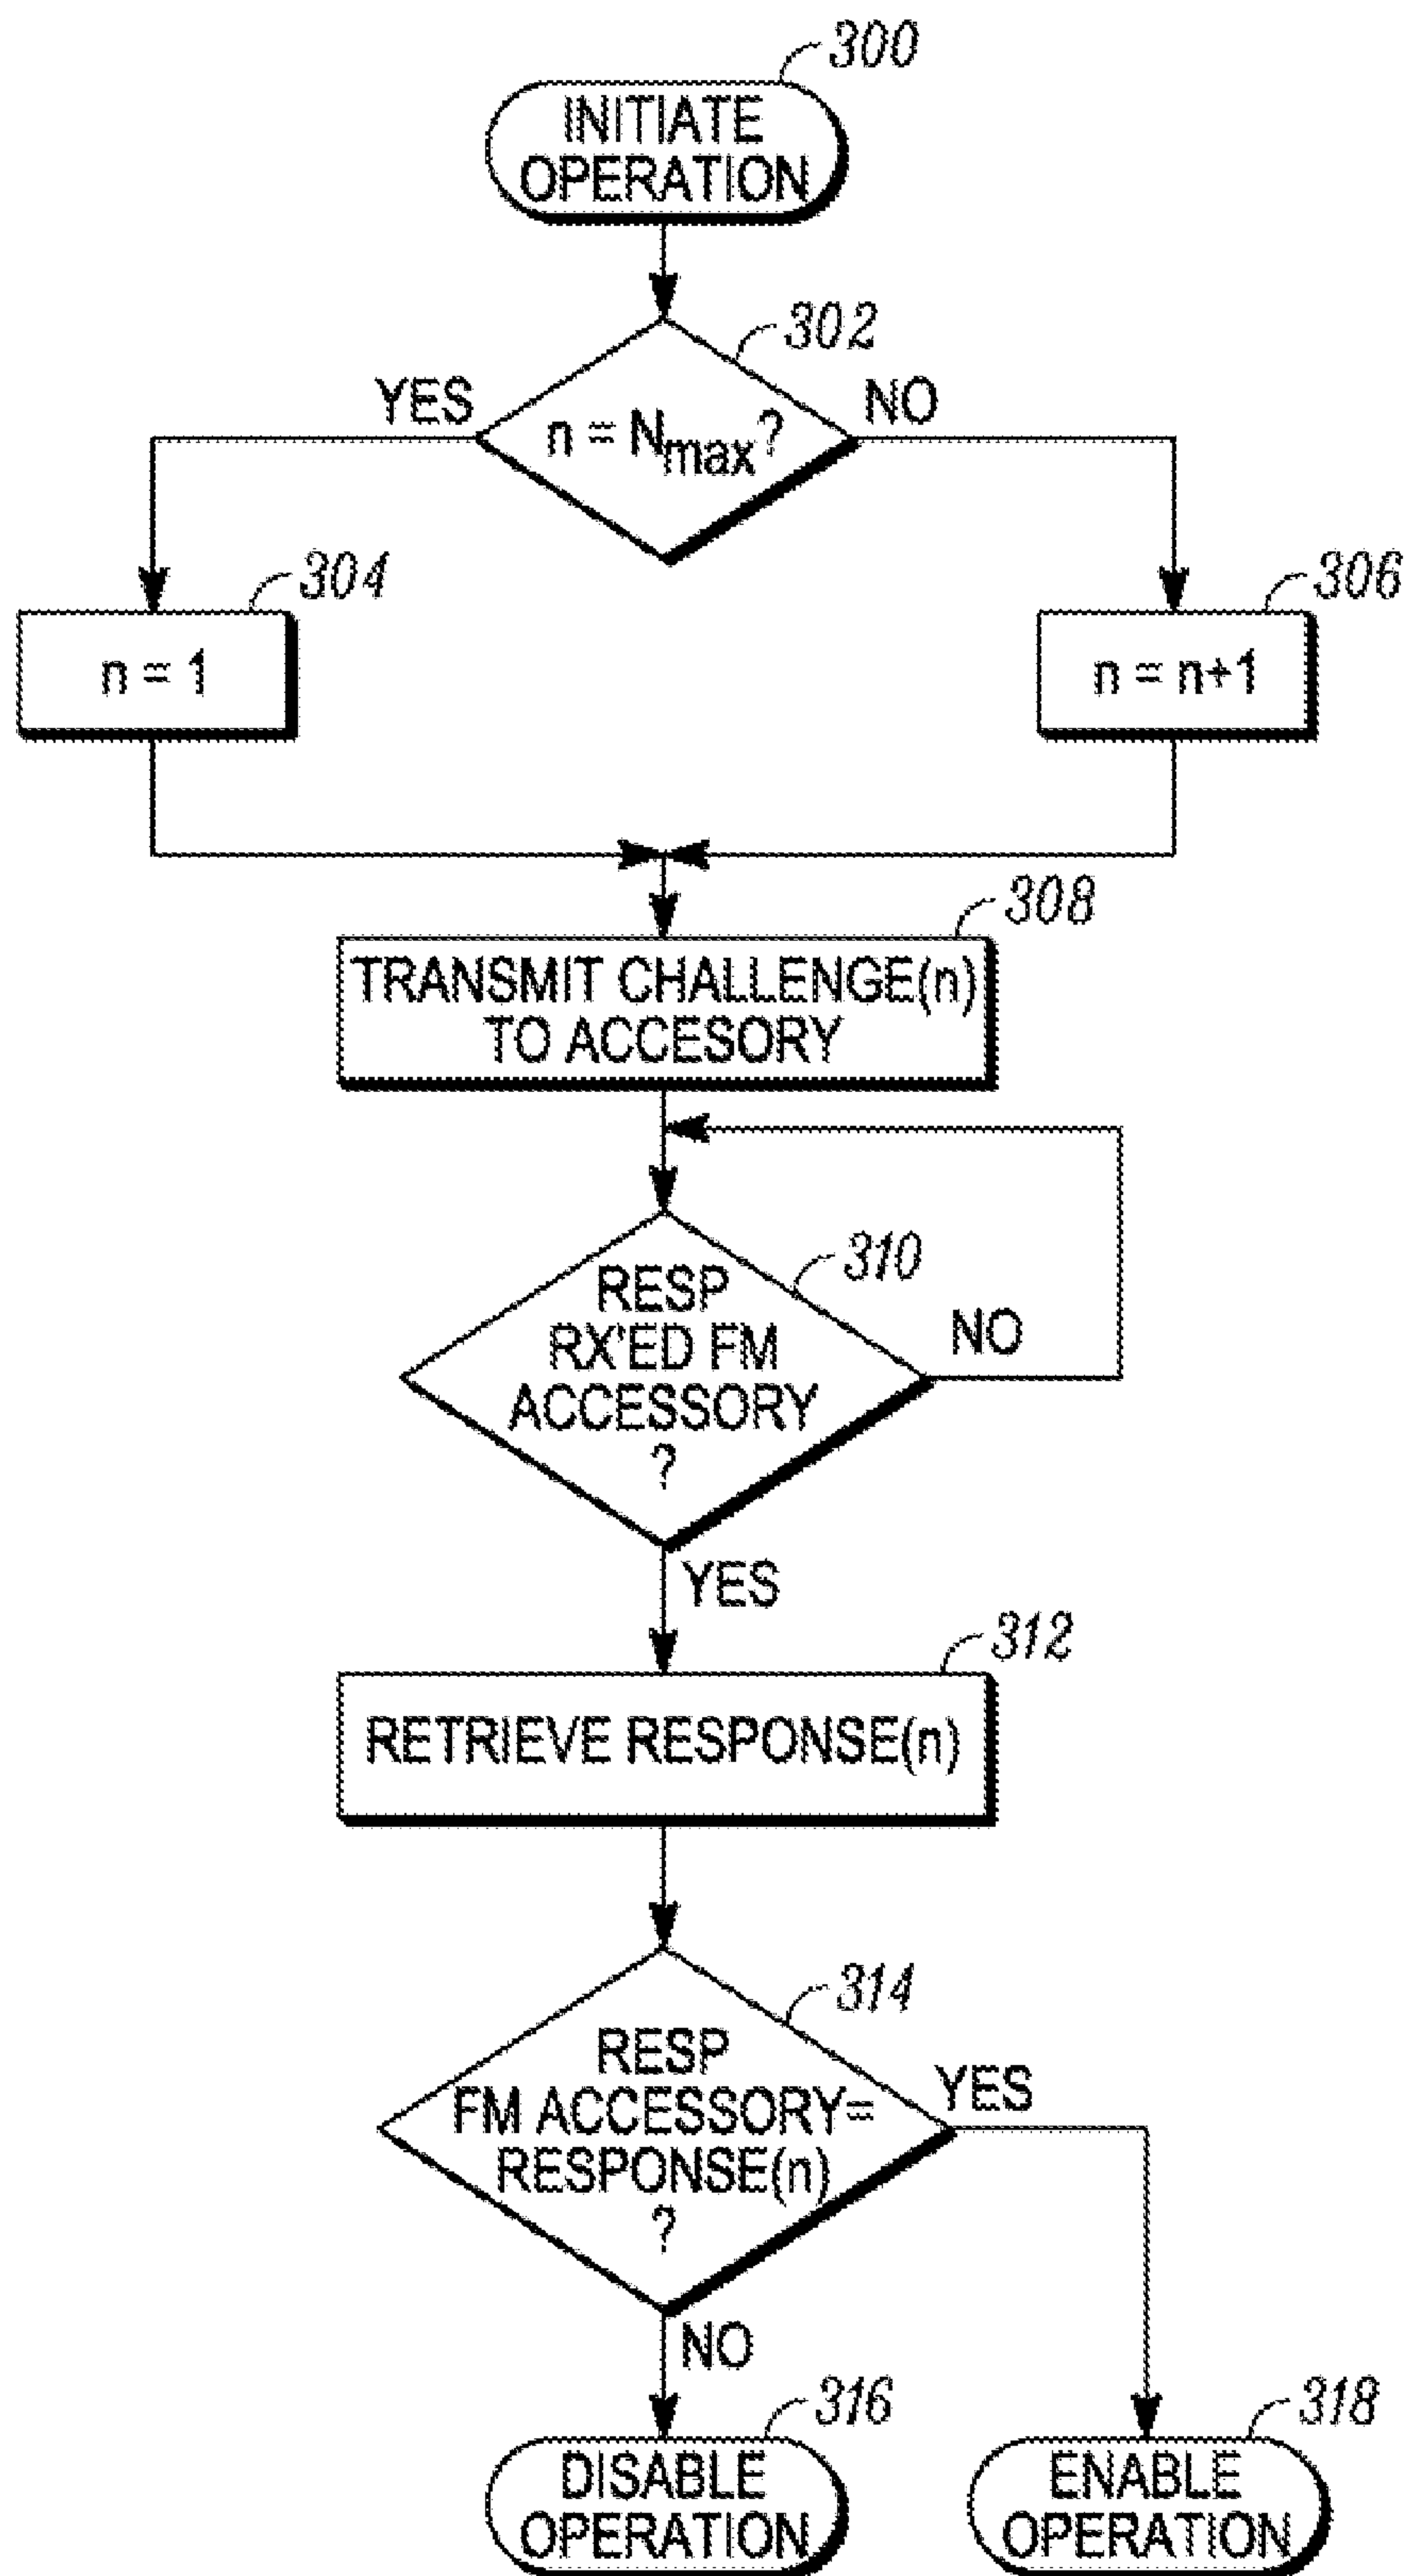 300
INITIATE
OPERATION
302
YES
NO
n = Nmax?
304
306
n = 1
n = n+1
308
TRANSMIT CHALLENGE(n)
TO ACCESORY
310
RESP
RX'ED FM
ACCESSORY
?
NO
YES
312
RETRIEVE RESPONSE(n)
314
RESP
FM ACCESSORY=
RESPONSE(n)
?
YES
NO
316
318
DISABLE
OPERATION
ENABLE
OPERATION